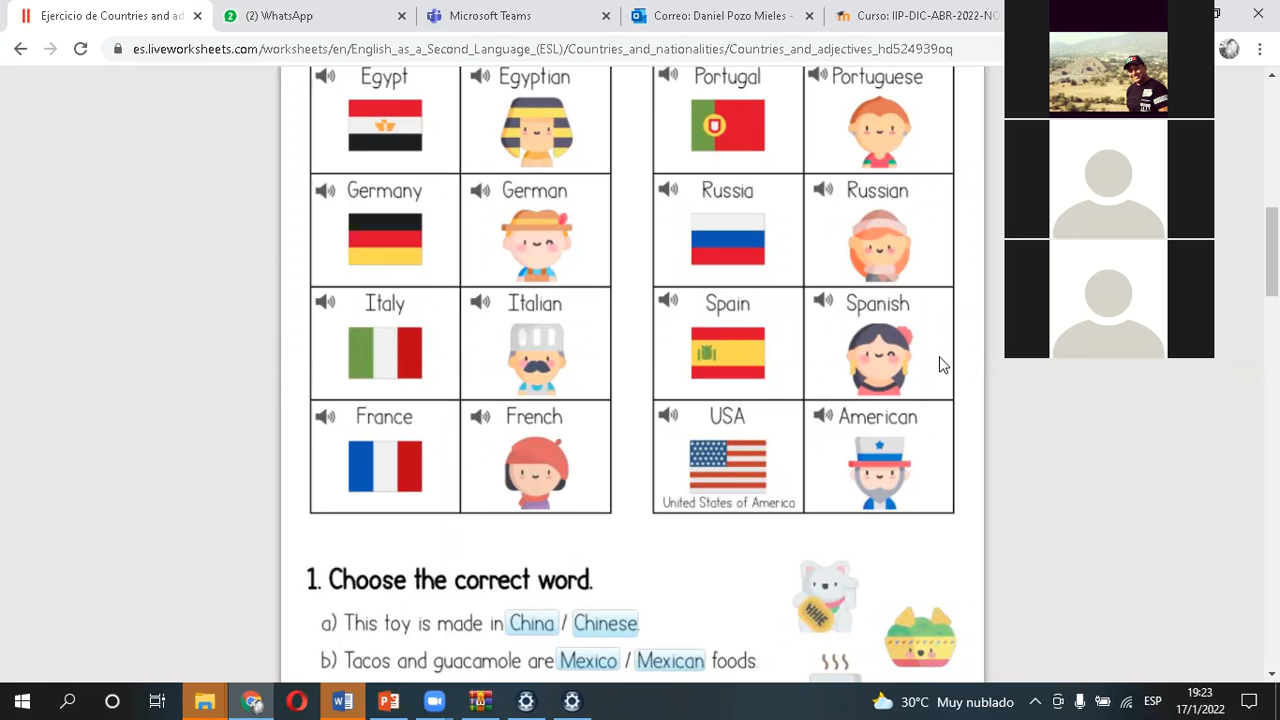 Ejercicio de Countries and ad
(2) WhatsApp
Microsoft Teams
Correo: Daniel Pozo Mieles -
Curso: IIP-DIC-ABR-2022-NO
es.liveworksheets.com/worksheets/en/English_as_a_Second_Language_(ESL)/Countries_and_nationalities/Countries_and_adjectives_hd524939oq
Egypt Egyptian Portugal Portuguese
Germany German Russia Russian
Italy Italian Spain Spanish
France French USA American
United States of America
1. Choose the correct word.
a) This toy is made in China / Chinese.
b) Tacos and guacamole are Mexico / Mexican foods.
30°C Muy nublado
ESP
19:23
17/1/2022